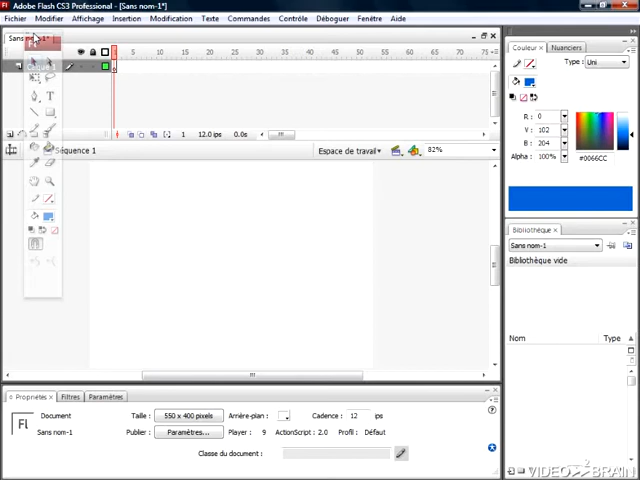 Adobe Flash CS3 Professional - [Sans nom-1*]
Fichier Modifier Affichage Insertion Modification Texte Commandes Contrôle Déboguer Fenêtre Aide
Sans nom-1*
5 10 15 20 25 30 35 40 45 50 55 60 65 70 75
1 12.0 ips 0.0s
Séquence 1 Espace de travail 82%
Couleur Nuanciers
Type : Uni
R : 0
V : 102
B : 204
Alpha : 100% #0066CC
Bibliothèque
Sans nom-1
Bibliothèque vide
Nom Type
Propriétés Filtres Paramètres
Fl Document Taille : 550 x 400 pixels Arrière-plan : Cadence : 12 ips
Sans nom-1 Publier : Paramètres... Player : 9 ActionScript : 2.0 Profil : Défaut
Classe du document :
VIDEO2BRAIN